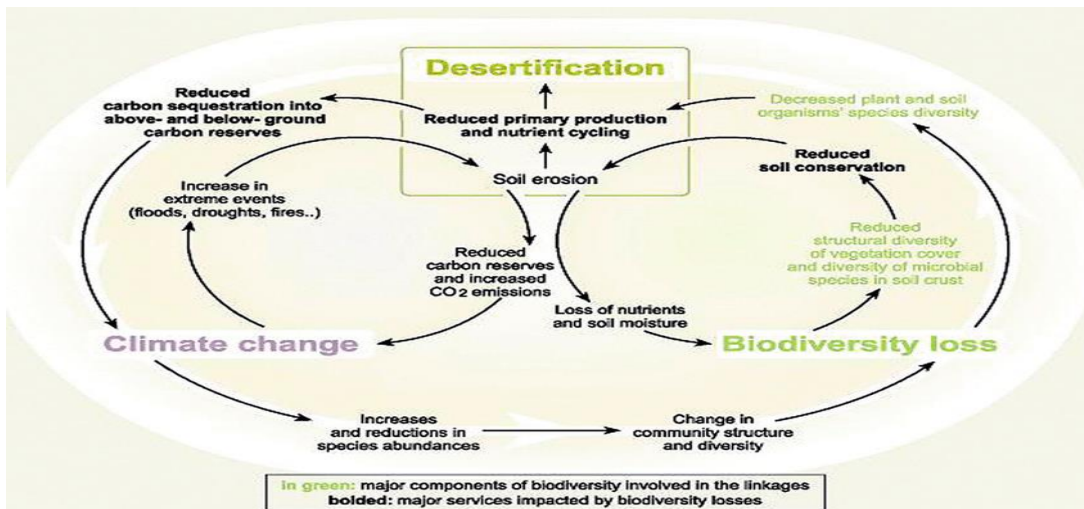 Desertification
Reduced
carbon sequestration into
above- and below- ground
carbon reserves
Reduced primary production
and nutrient cycling
Decreased plant and soil
organisms' species diversity
Reduced
soil conservation
Soil erosion
Increase in
extreme events
(floods, droughts, fires..)
Reduced
structural diversity
of vegetation cover
and diversity of microbial
species in soil crust
Reduced
carbon reserves
and increased
CO2 emissions
Loss of nutrients
and soil moisture
Climate change
Biodiversity loss
Increases
and reductions in
species abundances
Change in
community structure
and diversity
in green: major components of biodiversity involved in the linkages
bolded: major services impacted by biodiversity losses